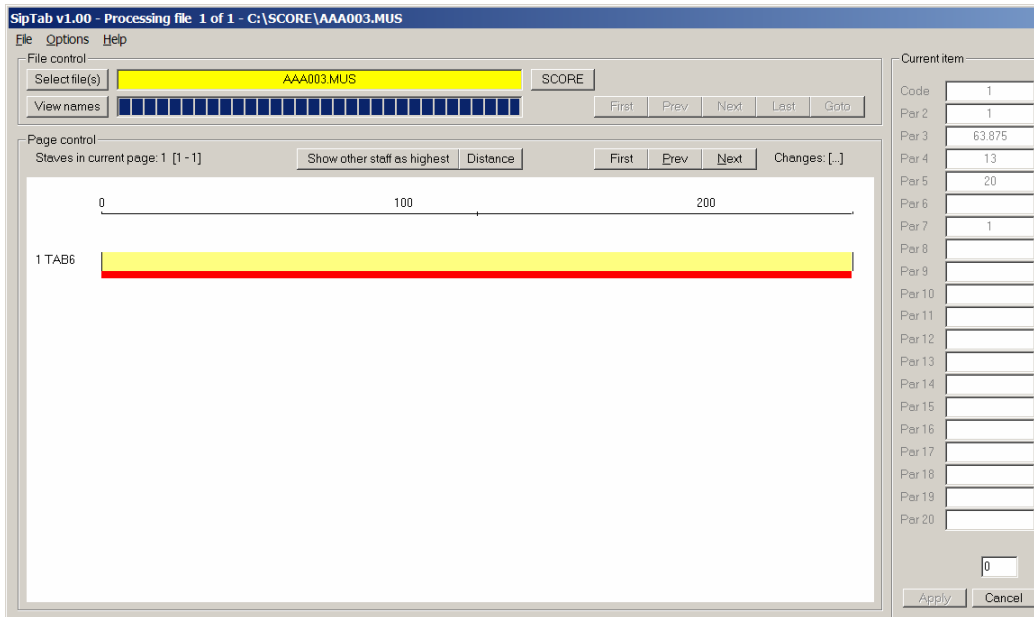 SipTab v1.00 - Processing file 1 of 1 - C:\SCORE\AAA003.MUS
File Options Help
File control
Select file(s) AAA003.MUS SCORE
View names First Prev Next Last Goto
Page control
Staves in current page: 1 [1 - 1] Show other staff as highest Distance First Prev Next Changes: [...]
0 100 200
1 TAB6
Current item
Code 1
Par 2 1
Par 3 63.875
Par 4 13
Par 5 20
Par 6
Par 7 1
Par 8
Par 9
Par 10
Par 11
Par 12
Par 13
Par 14
Par 15
Par 16
Par 17
Par 18
Par 19
Par 20
0
Apply Cancel